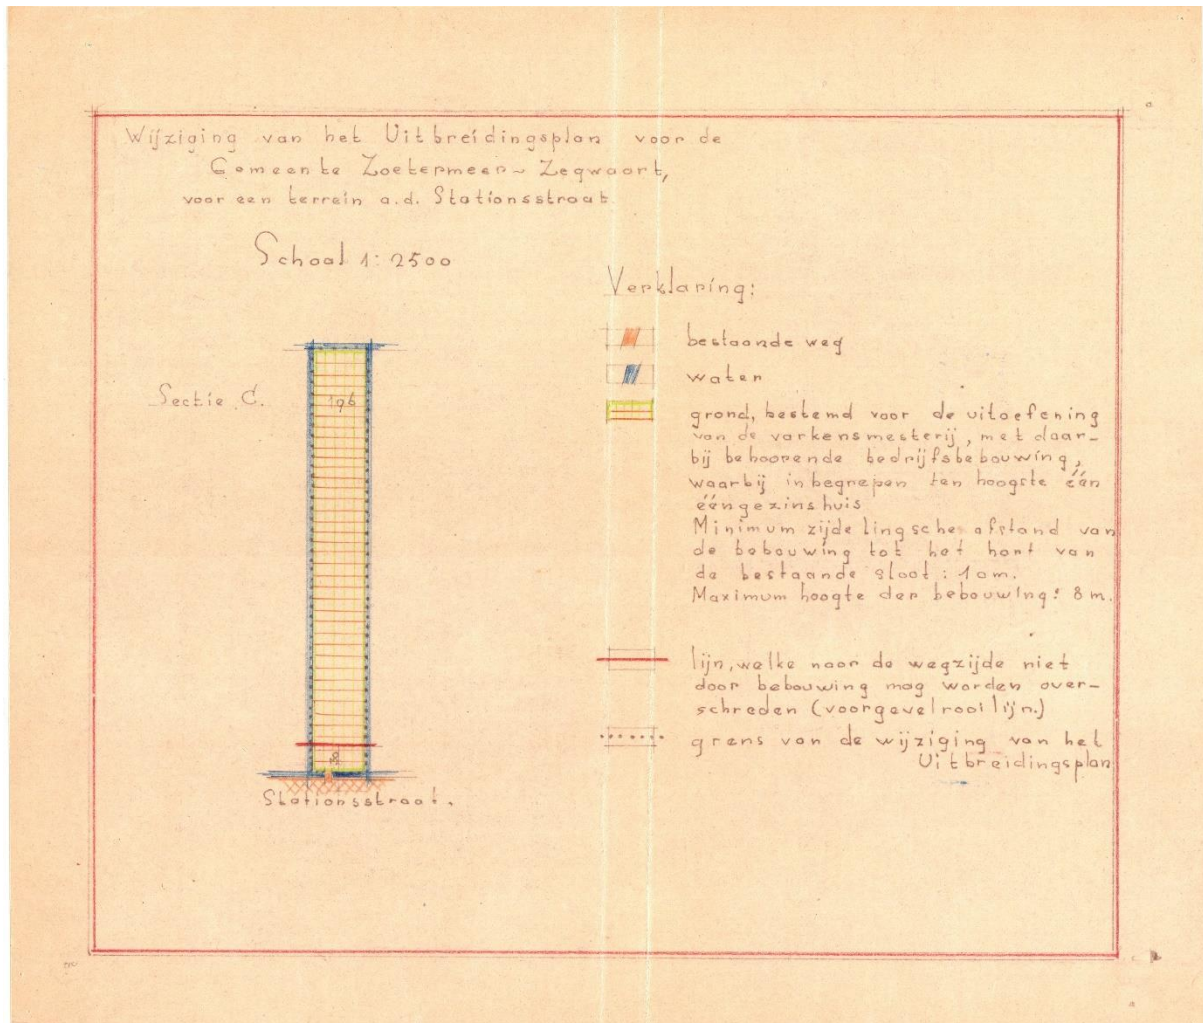 Wijziging van het Uitbreidingsplan voor de
Gemeente Zoetermeer~Zegwaart,
voor een terrein a.d. Stationsstraat.
Schaal 1:2500
Verklaring:
bestaande weg
water
Sectie C.
196
grond, bestemd voor de uitoefening
van de varkensmesterij, met daar-
bij behoorende bedrijfsbebouwing,
waarbij inbegrepen ten hoogste één
ééngezinshuis
Minimum zijdelingsche afstand van
de bebouwing tot het hart van
de bestaande sloot: 10m.
Maximum hoogte der bebouwing: 8 m.
lijn, welke naar de wegzijde niet
door bebouwing mag worden over-
schreden (voorgevelrooilijn.)
grens van de wijziging van het
Uitbreidingsplan
30
Stationsstraat.